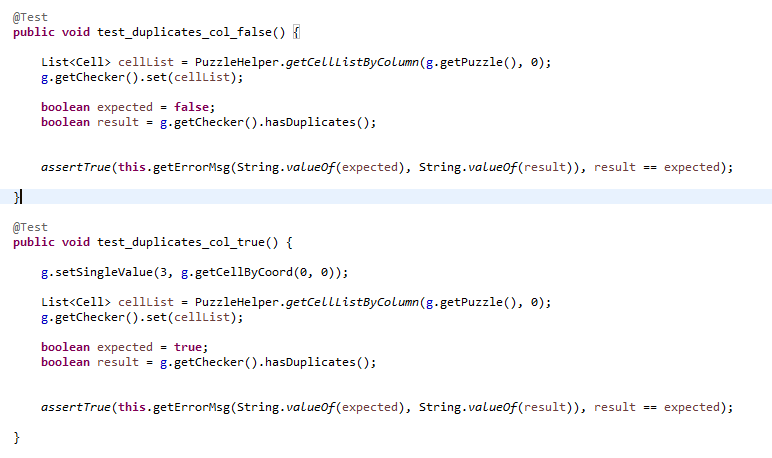 @Test
public void test_duplicates_col_false() {
List<Cell> cellList = PuzzleHelper.getCellListByColumn(g.getPuzzle(), 0);
g.getChecker().set(cellList);
boolean expected = false;
boolean result = g.getChecker().hasDuplicates();
assertTrue(this.getErrorMsg(String.valueOf(expected), String.valueOf(result)), result == expected);
}
@Test
public void test_duplicates_col_true() {
g.setSingleValue(3, g.getCellByCoord(0, 0));
List<Cell> cellList = PuzzleHelper.getCellListByColumn(g.getPuzzle(), 0);
g.getChecker().set(cellList);
boolean expected = true;
boolean result = g.getChecker().hasDuplicates();
assertTrue(this.getErrorMsg(String.valueOf(expected), String.valueOf(result)), result == expected);
}